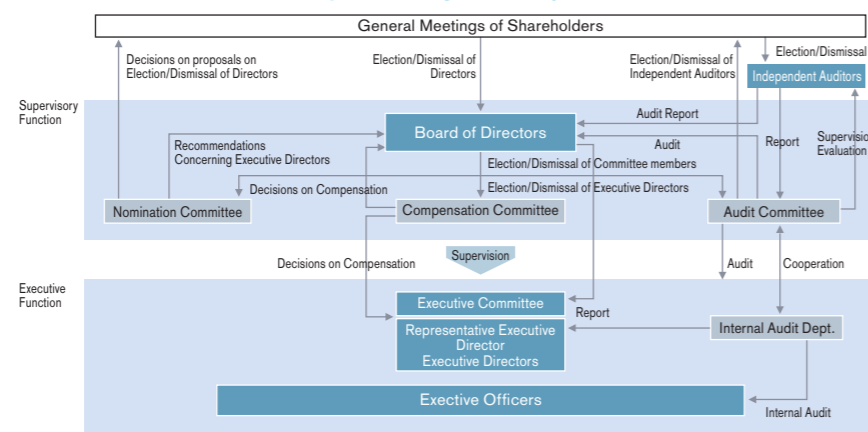 General Meetings of Shareholders
Decisions on proposals on
Election/Dismissal of Directors
Election/Dismissal of
Directors
Election/Dismissal of
Independent Auditors
Election/Dismissal
Independent Auditors
Supervisory
Function
Audit Report
Board of Directors
Recommendations
Concerning Executive Directors
Audit
Report
Supervision
Evaluation
Election/Dismissal of Committee members
Decisions on Compensation
Election/Dismissal of Executive Directors
Nomination Committee
Compensation Committee
Audit Committee
Supervision
Decisions on Compensation
Audit
Cooperation
Executive
Function
Executive Committee
Report
Representative Executive
Director
Executive Directors
Internal Audit Dept.
Exective Officers
Internal Audit